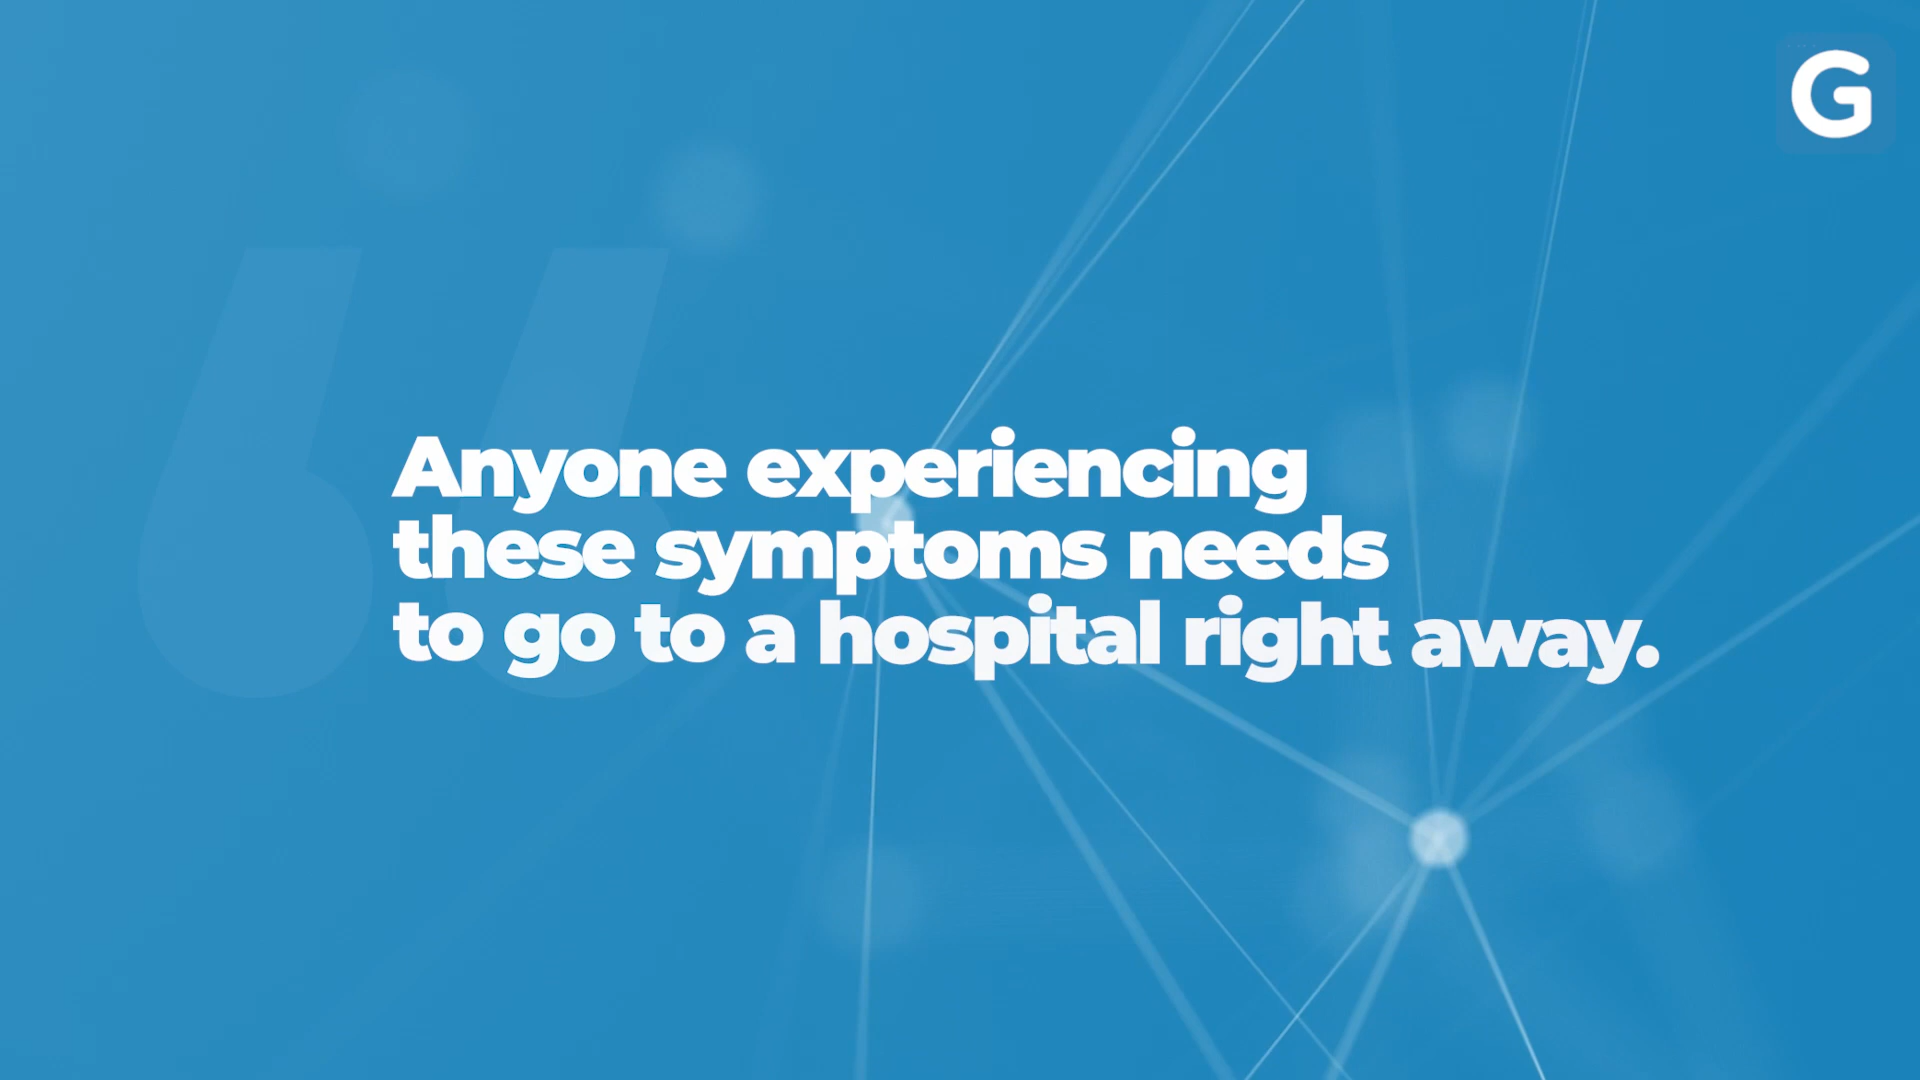 G
Anyone experiencing
these symptoms needs
to go to a hospital right away.